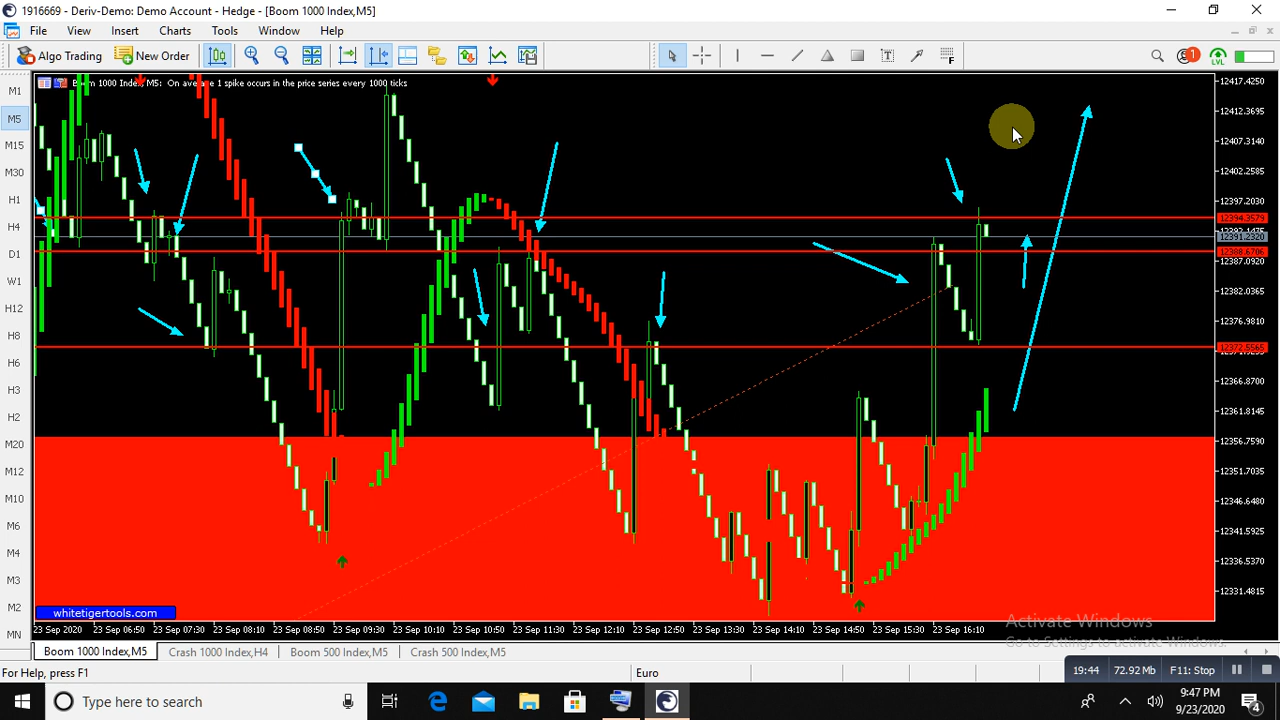 1916669 - Deriv-Demo: Demo Account - Hedge - [Boom 1000 Index,M5]
File View Insert Charts Tools Window Help
Algo Trading New Order
M1
M5
M15
M30
H1
H4
D1
W1
H12
H8
H6
H3
H2
M20
M12
M10
M6
M4
M3
M2
MN
Boom 1000 Index, M5: On average 1 spike occurs in the price series every 1000 ticks
12417.4250
12412.3695
12407.3140
12402.2585
12397.2030
12394.3579
12391.2320
12388.6706
12387.0920
12382.0365
12376.9810
12372.5565
12366.8700
12361.8145
12356.7590
12351.7035
12346.6480
12341.5925
12336.5370
12331.4815
whitetigertools.com
23 Sep 2020 23 Sep 06:50 23 Sep 07:30 23 Sep 08:10 23 Sep 08:50 23 Sep 09:30 23 Sep 10:10 23 Sep 10:50 23 Sep 11:30 23 Sep 12:10 23 Sep 12:50 23 Sep 13:30 23 Sep 14:10 23 Sep 14:50 23 Sep 15:30 23 Sep 16:10
Activate Windows
Go to Settings to activate Windows.
Boom 1000 Index,M5 Crash 1000 Index,H4 Boom 500 Index,M5 Crash 500 Index,M5
For Help, press F1 Euro
19:44 72.92 Mb F11: Stop
Type here to search
9:47 PM
9/23/2020
4